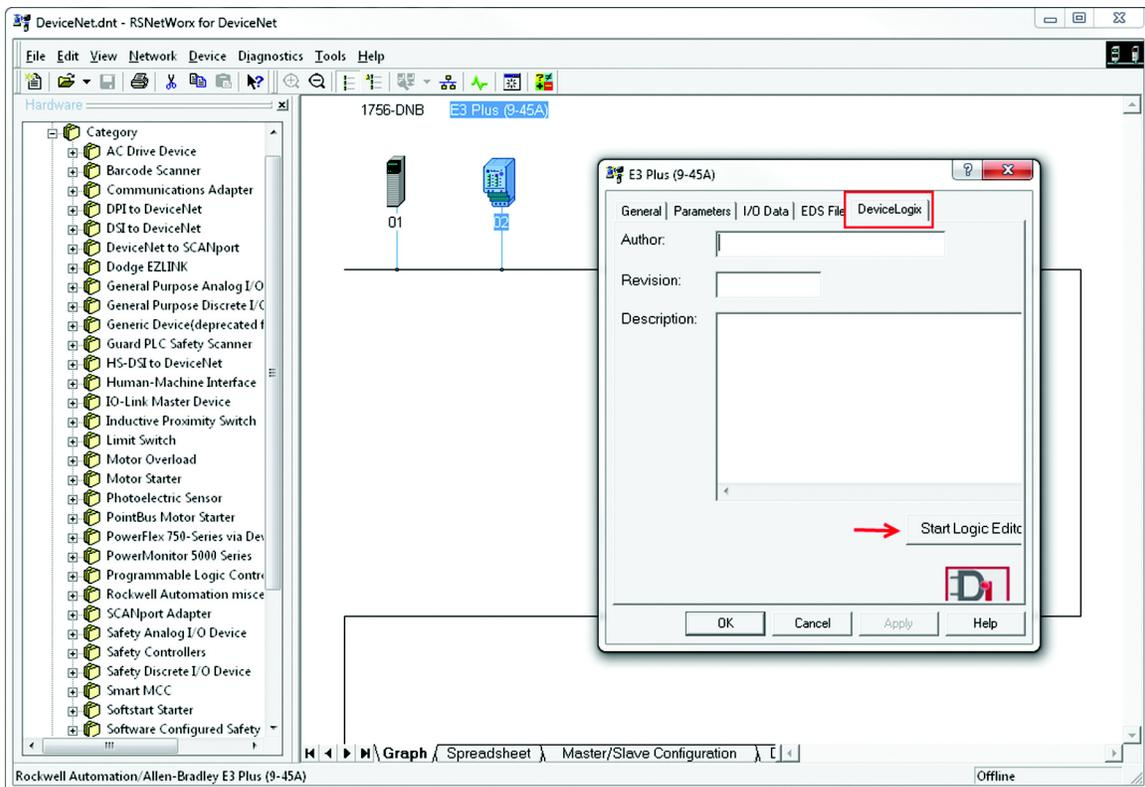 DeviceNet.dnt - RSNetWorx for DeviceNet
File Edit View Network Device Diagnostics Tools Help
Hardware
Category
AC Drive Device
Barcode Scanner
Communications Adapter
DPI to DeviceNet
DSI to DeviceNet
DeviceNet to SCANport
Dodge EZLINK
General Purpose Analog I/O
General Purpose Discrete I/O
Generic Device(deprecated f
Guard PLC Safety Scanner
HS-DSI to DeviceNet
Human-Machine Interface
IO-Link Master Device
Inductive Proximity Switch
Limit Switch
Motor Overload
Motor Starter
Photoelectric Sensor
PointBus Motor Starter
PowerFlex 750-Series via Dev
PowerMonitor 5000 Series
Programmable Logic Contr
Rockwell Automation misce
SCANport Adapter
Safety Analog I/O Device
Safety Controllers
Safety Discrete I/O Device
Smart MCC
Softstart Starter
Software Configured Safety
1756-DNB E3 Plus (9-45A)
01 02
E3 Plus (9-45A)
General Parameters I/O Data EDS File DeviceLogix
Author:
Revision:
Description:
Start Logic Edito
OK Cancel Apply Help
Graph Spreadsheet Master/Slave Configuration
Rockwell Automation/Allen-Bradley E3 Plus (9-45A) Offline